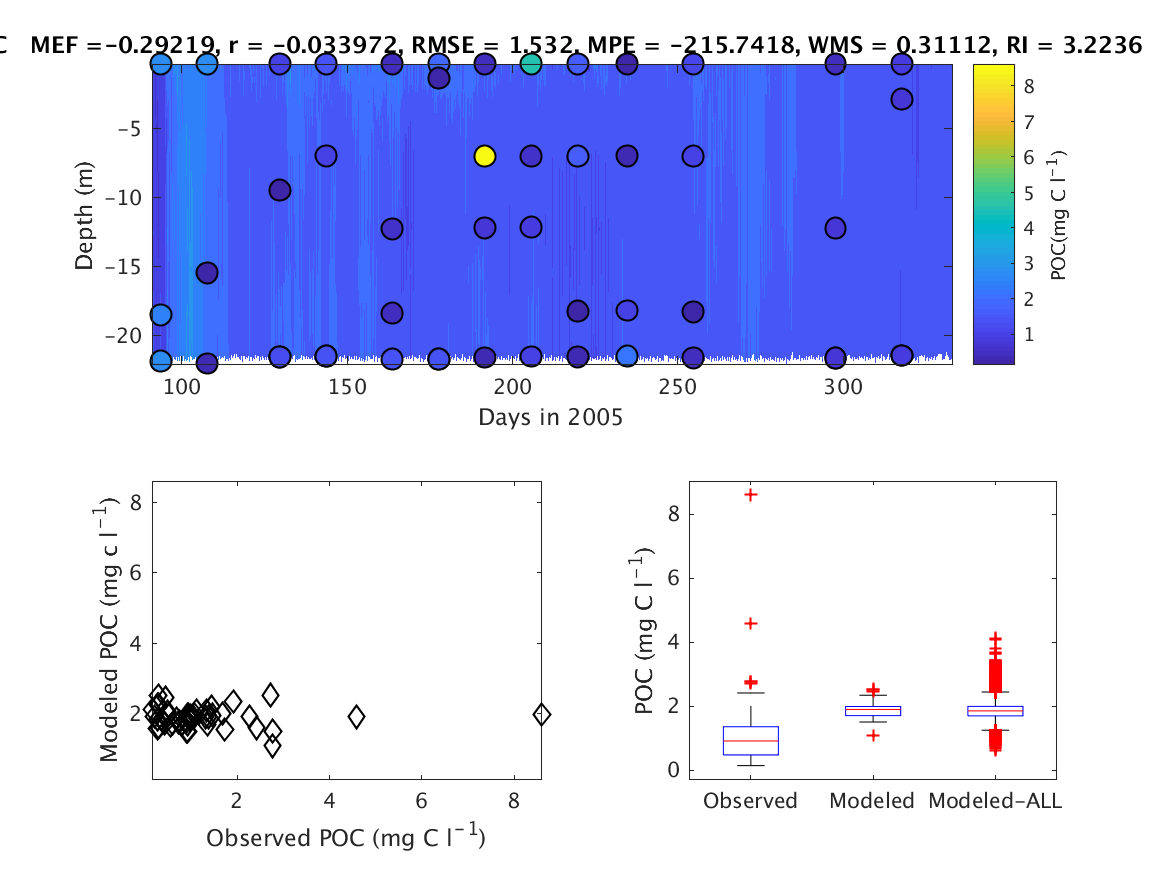 C MEF =-0.29219, r = -0.033972, RMSE = 1.532, MPE = -215.7418, WMS = 0.31112, RI = 3.2236
Depth (m)
-5
-10
-15
-20
100 150 200 250 300
Days in 2005
8
7
6
5
4
3
2
1
POC(mg C l⁻¹)
Modeled POC (mg c l⁻¹)
8
6
4
2
2 4 6 8
Observed POC (mg C l⁻¹)
POC (mg C l⁻¹)
8
6
4
2
0
Observed Modeled Modeled-ALL